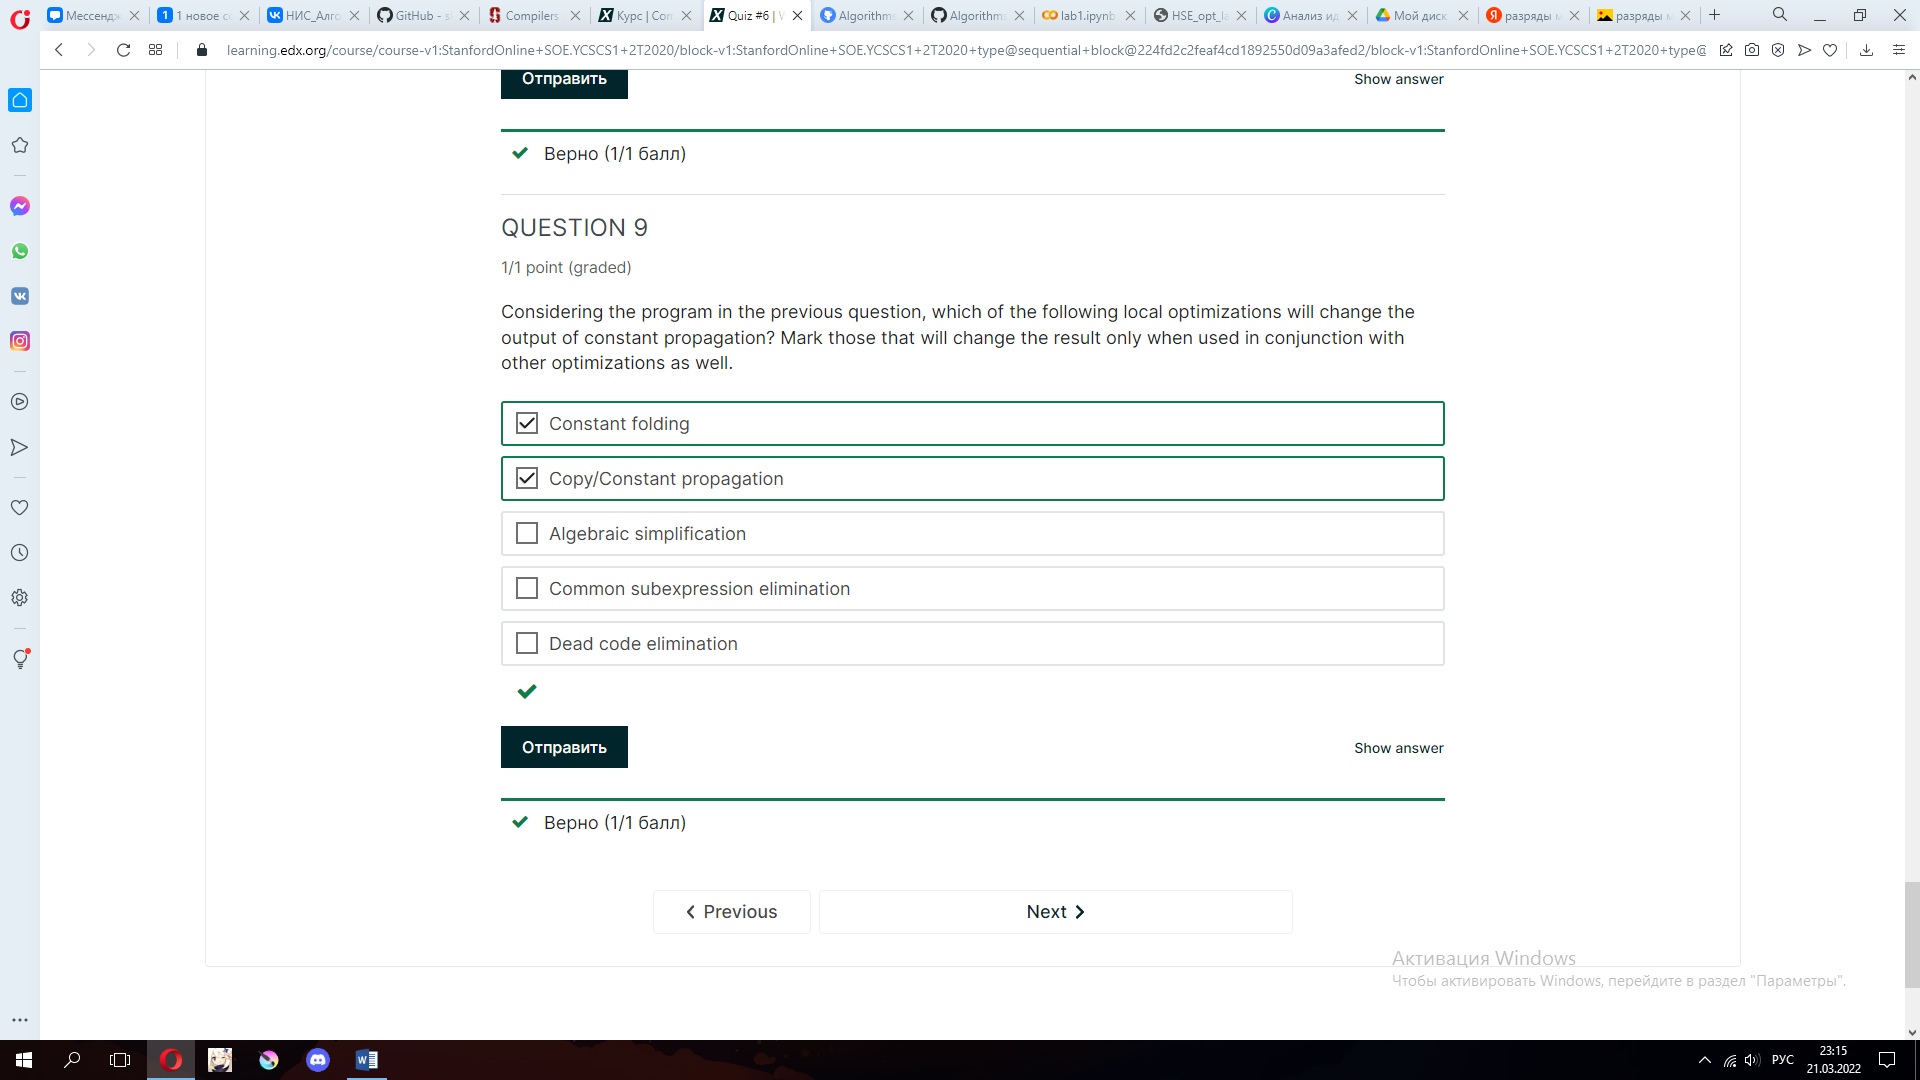 Мессендж
1 новое со
НИС_Алго
GitHub - s
Compilers
Курс | Con
Quiz #6 | W
Algorithms
Algorithms
lab1.ipynb
HSE_opt_la
Анализ ид
Мой диск
разряды м
разряды м
learning.edx.org/course/course-v1:StanfordOnline+SOE.YCSCS1+2T2020/block-v1:StanfordOnline+SOE.YCSCS1+2T2020+type@sequential+block@224fd2c2feaf4cd1892550d09a3afed2/block-v1:StanfordOnline+SOE.YCSCS1+2T2020+type@
Отправить Show answer
Верно (1/1 балл)
QUESTION 9
1/1 point (graded)
Considering the program in the previous question, which of the following local optimizations will change the
output of constant propagation? Mark those that will change the result only when used in conjunction with
other optimizations as well.
Constant folding
Copy/Constant propagation
Algebraic simplification
Common subexpression elimination
Dead code elimination
Отправить Show answer
Верно (1/1 балл)
Previous Next
Активация Windows
Чтобы активировать Windows, перейдите в раздел "Параметры".
РУС
23:15
21.03.2022